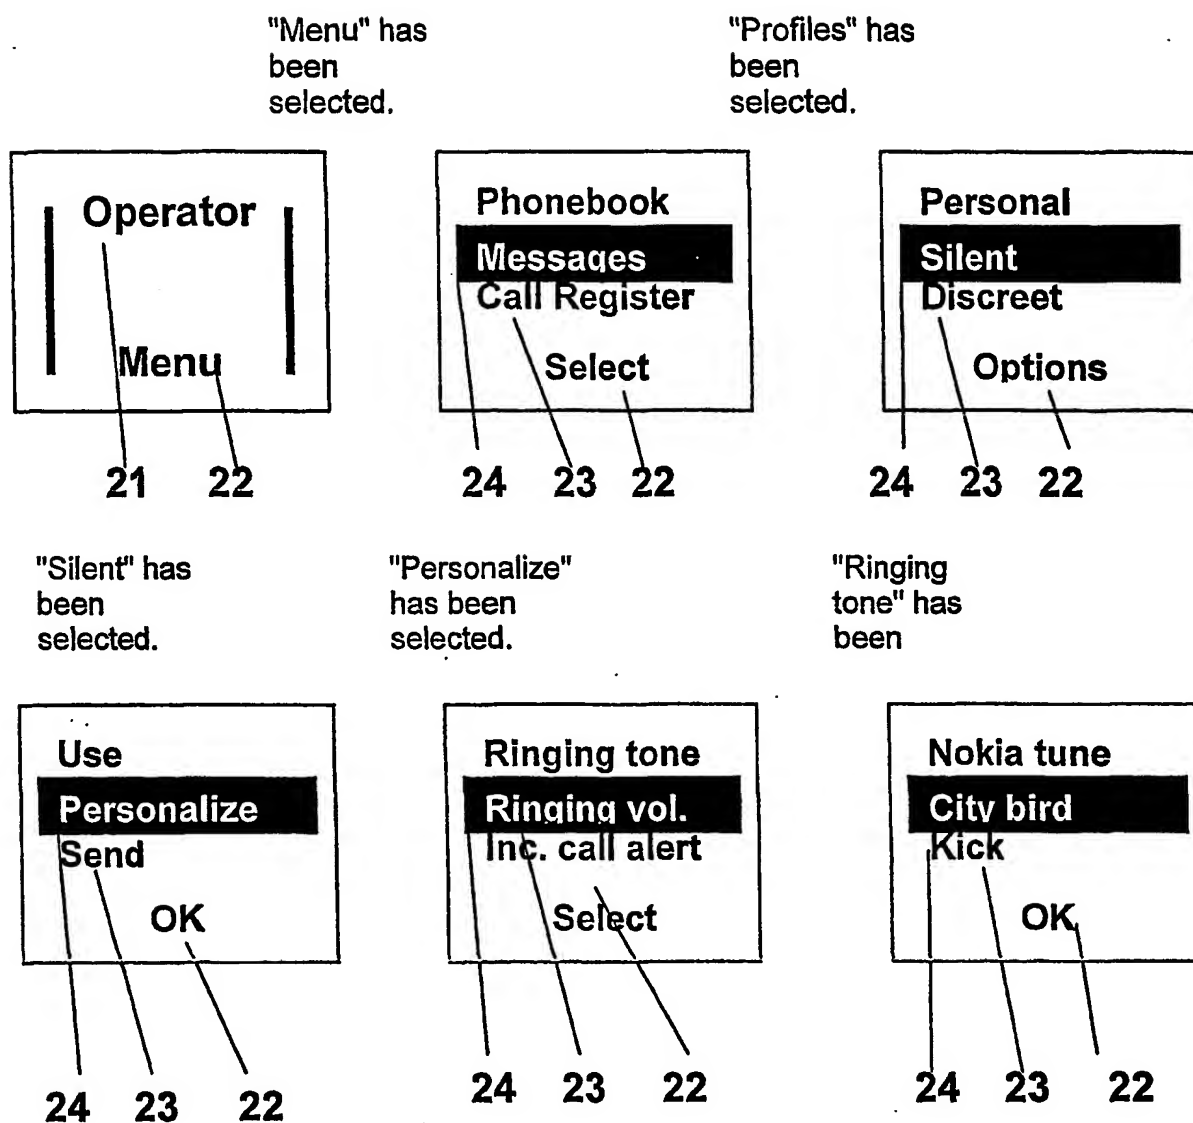 "Menu" has
been
selected.
"Profiles" has
been
selected.
Operator
Menu
21 22
Phonebook
Messages
Call Register
Select
24 23 22
Personal
Silent
Discreet
Options
24 23 22
"Silent" has
been
selected.
"Personalize"
has been
selected.
"Ringing
tone" has
been
Use
Personalize
Send
OK
24 23 22
Ringing tone
Ringing vol.
Inc. call alert
Select
24 23 22
Nokia tune
City bird
Kick
OK
24 23 22